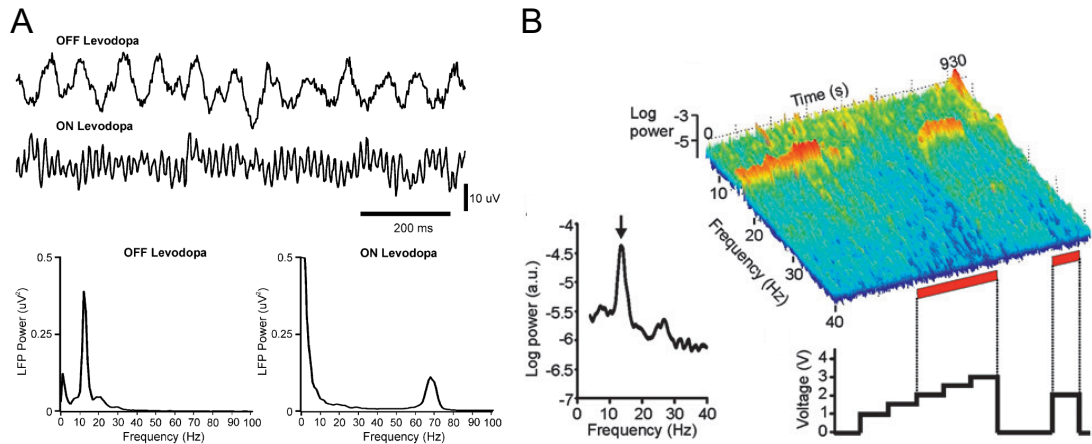 A
OFF Levodopa
ON Levodopa
10 uV
200 ms
OFF Levodopa
0.5
0.25
0
LFP Power (uV²)
0 10 20 30 40 50 60 70 80 90 100
Frequency (Hz)
ON Levodopa
0.5
0.25
0
LFP Power (uV²)
0 10 20 30 40 50 60 70 80 90 100
Frequency (Hz)
B
Log power
-3
-5
0
Time (s)
930
10
20
30
40
Frequency (Hz)
-4
-4.5
-5
-5.5
-6
-6.5
-7
Log power (a.u.)
0 10 20 30 40
Frequency (Hz)
4
3
2
1
0
Voltage (V)